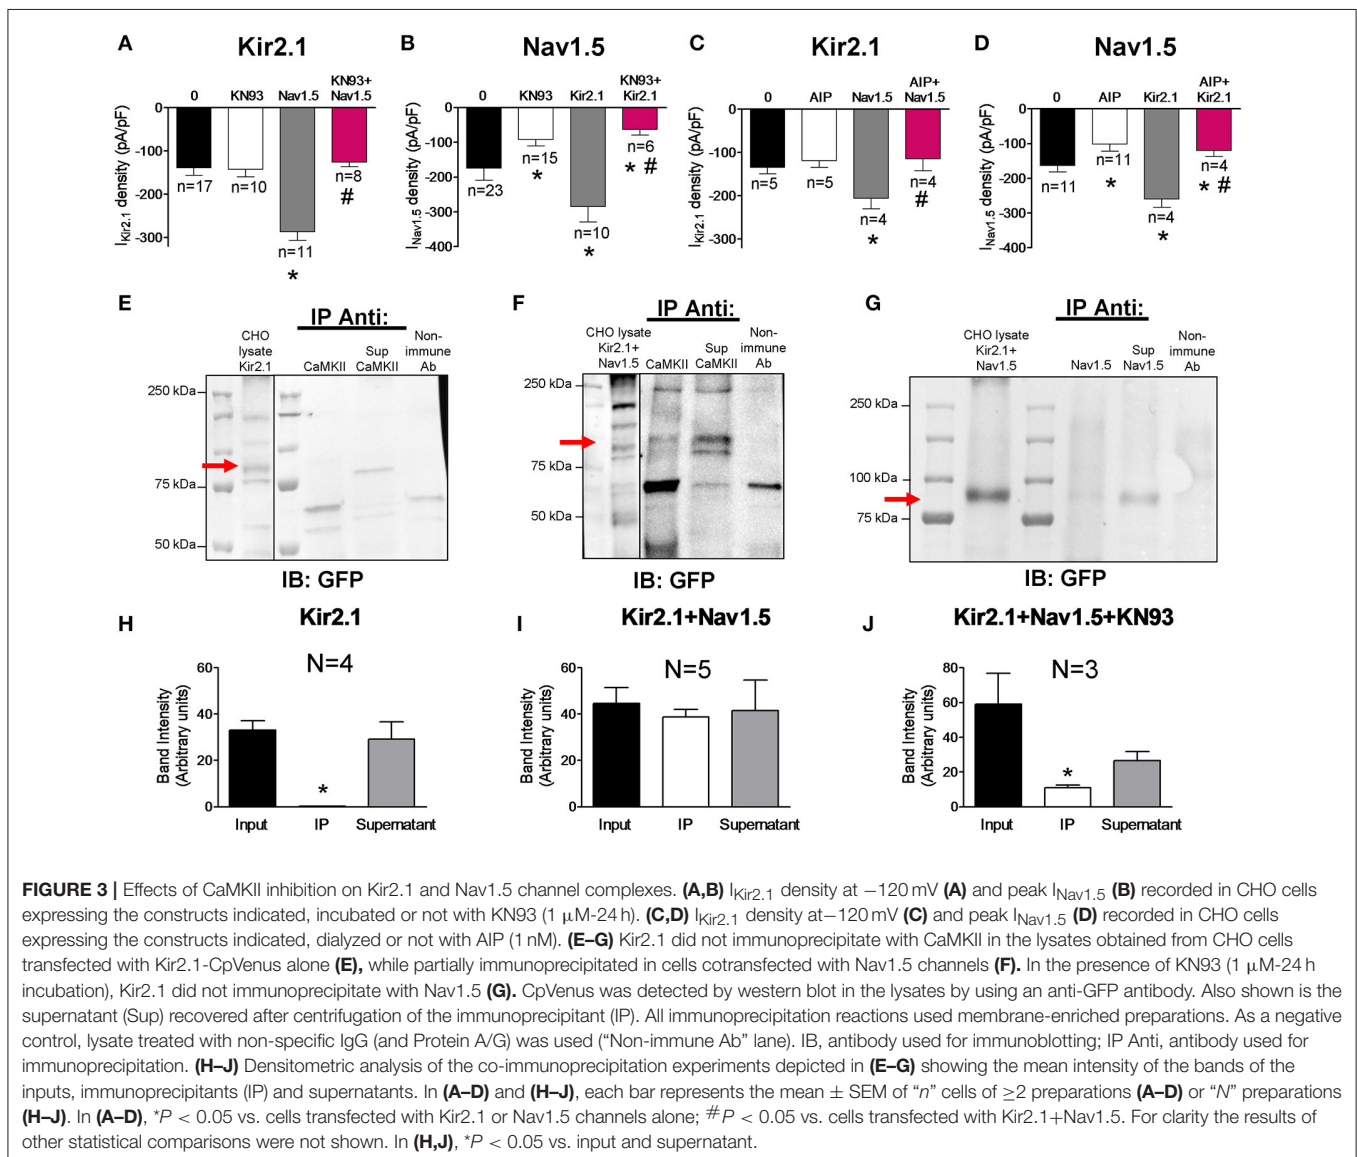 A Kir2.1
0 KN93 Nav1.5 KN93+ Nav1.5
I Kir2.1 density (pA/pF)
0
-100
-200
-300
n=17 n=10 n=11 n=8
* #
B Nav1.5
0 KN93 Kir2.1 KN93+ Kir2.1
I Nav1.5 density (pA/pF)
0
-100
-200
-300
-400
n=23 n=15 n=10 n=6
* * * #
C Kir2.1
0 AIP Nav1.5 AIP+ Nav1.5
I Kir2.1 density (pA/pF)
0
-100
-200
-300
n=5 n=5 n=4 n=4
* #
D Nav1.5
0 AIP Kir2.1 AIP+ Kir2.1
I Nav1.5 density (pA/pF)
0
-100
-200
-300
-400
n=11 n=11 n=4 n=4
* * * #
E
IP Anti:
CHO lysate Kir2.1
CaMKII
Sup CaMKII
Non-immune Ab
250 kDa
75 kDa
50 kDa
IB: GFP
F
IP Anti:
CHO lysate Kir2.1+ Nav1.5
CaMKII
Sup CaMKII
Non-immune Ab
250 kDa
75 kDa
50 kDa
IB: GFP
G
IP Anti:
CHO lysate Kir2.1+ Nav1.5
Nav1.5
Sup Nav1.5
Non-immune Ab
250 kDa
100 kDa
75 kDa
IB: GFP
H Kir2.1
N=4
Band Intensity (Arbitrary units)
60
40
20
0
*
Input IP Supernatant
I Kir2.1+Nav1.5
N=5
Band Intensity (Arbitrary units)
60
40
20
0
Input IP Supernatant
J Kir2.1+Nav1.5+KN93
N=3
Band Intensity (Arbitrary units)
80
60
40
20
0
*
Input IP Supernatant
FIGURE 3 | Effects of CaMKII inhibition on Kir2.1 and Nav1.5 channel complexes. (A,B) IKir2.1 density at −120 mV (A) and peak INav1.5 (B) recorded in CHO cells
expressing the constructs indicated, incubated or not with KN93 (1 μM-24 h). (C,D) IKir2.1 density at−120 mV (C) and peak INav1.5 (D) recorded in CHO cells
expressing the constructs indicated, dialyzed or not with AIP (1 nM). (E–G) Kir2.1 did not immunoprecipitate with CaMKII in the lysates obtained from CHO cells
transfected with Kir2.1-CpVenus alone (E), while partially immunoprecipitated in cells cotransfected with Nav1.5 channels (F). In the presence of KN93 (1 μM-24 h
incubation), Kir2.1 did not immunoprecipitate with Nav1.5 (G). CpVenus was detected by western blot in the lysates by using an anti-GFP antibody. Also shown is the
supernatant (Sup) recovered after centrifugation of the immunoprecipitant (IP). All immunoprecipitation reactions used membrane-enriched preparations. As a negative
control, lysate treated with non-specific IgG (and Protein A/G) was used (“Non-immune Ab” lane). IB, antibody used for immunoblotting; IP Anti, antibody used for
immunoprecipitation. (H–J) Densitometric analysis of the co-immunoprecipitation experiments depicted in (E–G) showing the mean intensity of the bands of the
inputs, immunoprecipitants (IP) and supernatants. In (A–D) and (H–J), each bar represents the mean ± SEM of “n” cells of ≥2 preparations (A–D) or “N” preparations
(H–J). In (A–D), *P < 0.05 vs. cells transfected with Kir2.1 or Nav1.5 channels alone; #P < 0.05 vs. cells transfected with Kir2.1+Nav1.5. For clarity the results of
other statistical comparisons were not shown. In (H,J), *P < 0.05 vs. input and supernatant.